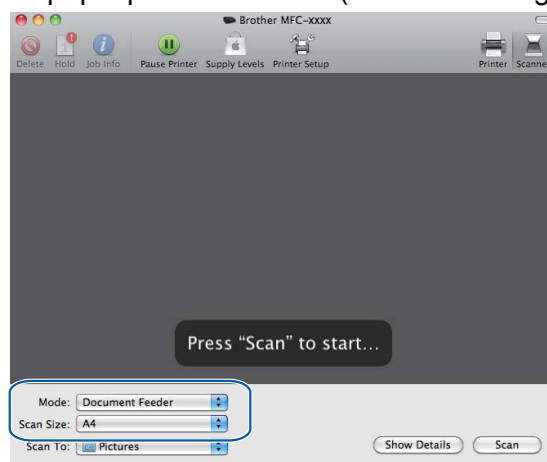 Brother MFC-xxxx
Delete Hold Job Info Pause Printer Supply Levels Printer Setup Printer Scanne
Press “Scan” to start...
Mode: Document Feeder
Scan Size: A4
Scan To: Pictures Show Details Scan